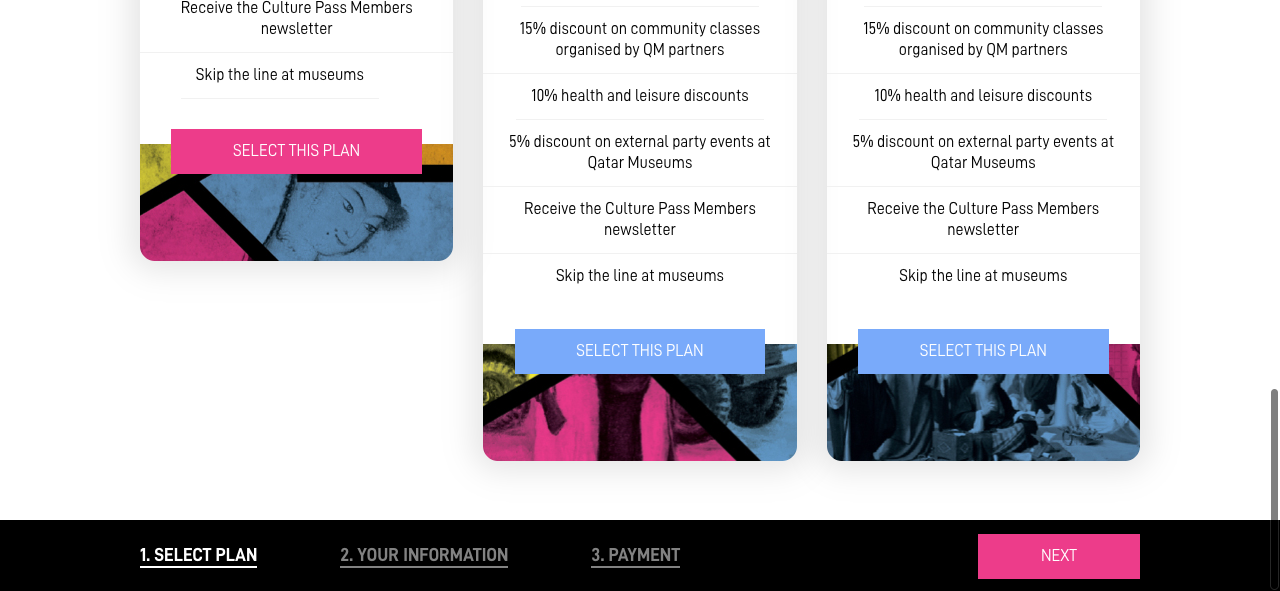 Receive the Culture Pass Members
newsletter
Skip the line at museums
SELECT THIS PLAN
15% discount on community classes
organised by QM partners
10% health and leisure discounts
5% discount on external party events at
Qatar Museums
Receive the Culture Pass Members
newsletter
Skip the line at museums
SELECT THIS PLAN
15% discount on community classes
organised by QM partners
10% health and leisure discounts
5% discount on external party events at
Qatar Museums
Receive the Culture Pass Members
newsletter
Skip the line at museums
SELECT THIS PLAN
1. SELECT PLAN
2. YOUR INFORMATION
3. PAYMENT
NEXT